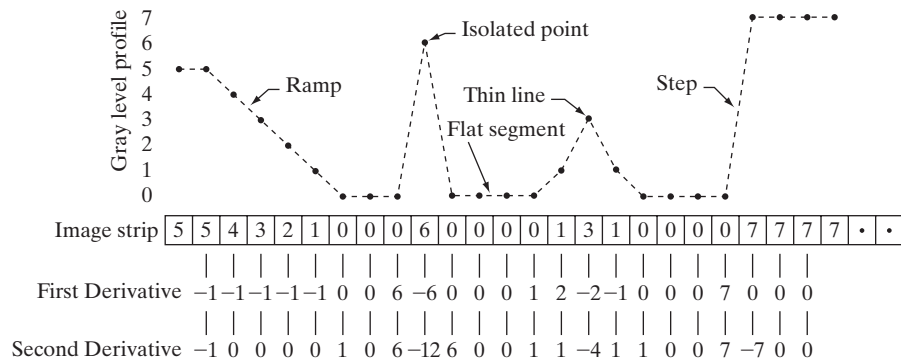 Gray level profile
7
6
5
4
3
2
1
0
Ramp
Isolated point
Thin line
Flat segment
Step
Image strip 5 5 4 3 2 1 0 0 0 6 0 0 0 0 1 3 1 0 0 0 0 7 7 7 7 • •
First Derivative −1 −1 −1 −1 −1 0 0 6 −6 0 0 0 1 2 −2 −1 0 0 0 7 0 0 0
Second Derivative −1 0 0 0 0 1 0 6 −12 6 0 0 1 1 −4 1 1 0 0 7 −7 0 0